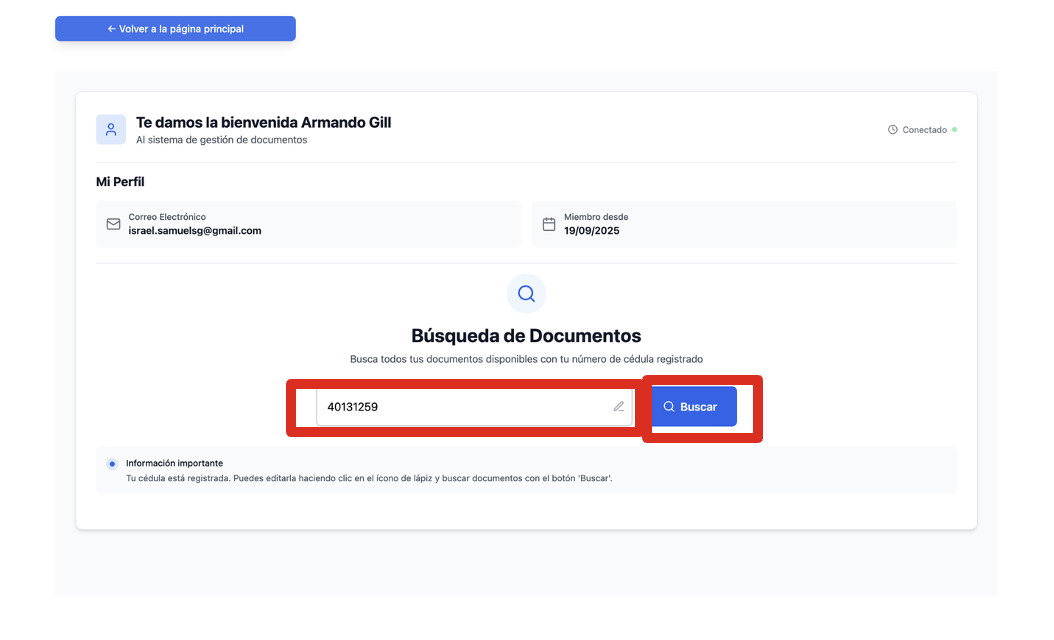 ← Volver a la página principal
Te damos la bienvenida Armando Gill
Al sistema de gestión de documentos
Conectado
Mi Perfil
Correo Electrónico
israel.samuelsg@gmail.com
Miembro desde
19/09/2025
Búsqueda de Documentos
Busca todos tus documentos disponibles con tu número de cédula registrado
40131259
Buscar
Información importante
Tu cédula está registrada. Puedes editarla haciendo clic en el ícono de lápiz y buscar documentos con el botón 'Buscar'.